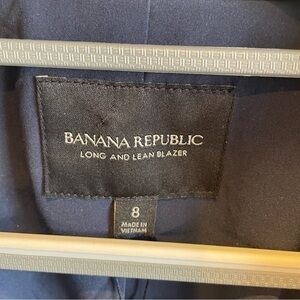 BANANA REPUBLIC
LONG AND LEAN BLAZER
8
MADE IN
VIETNAM